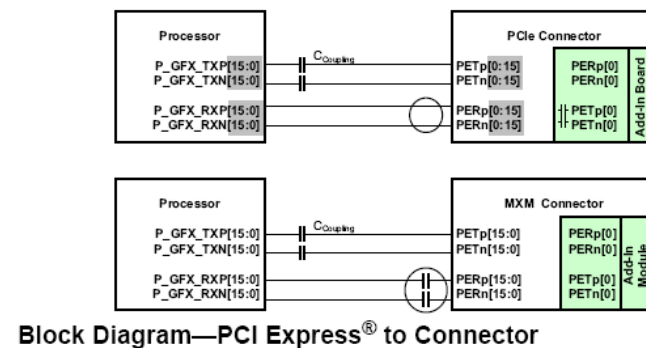 Processor
PCIe Connector
C Coupling
P_GFX_TXP[15:0]
P_GFX_TXN[15:0]
PETp[0:15]
PETn[0:15]
PERp[0]
PERn[0]
P_GFX_RXP[15:0]
P_GFX_RXN[15:0]
PERp[0:15]
PERn[0:15]
PETp[0]
PETn[0]
Add-In Board
Processor
MXM Connector
C Coupling
P_GFX_TXP[15:0]
P_GFX_TXN[15:0]
PETp[15:0]
PETn[15:0]
PERp[0]
PERn[0]
P_GFX_RXP[15:0]
P_GFX_RXN[15:0]
PERp[15:0]
PERn[15:0]
PETp[0]
PETn[0]
Add-In
Module
Block Diagram—PCI Express® to Connector